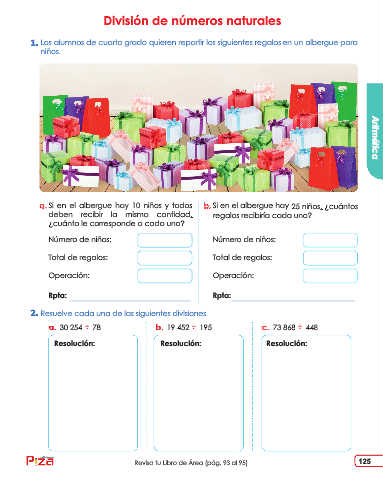 División de números naturales
1. Los alumnos de cuarto grado quieren repartir los siguientes regalos en un albergue para
niños.
a. Si en el albergue hay 10 niños y todos
deben recibir la misma cantidad,
¿cuánto le corresponde a cada uno?
Número de niños:
Total de regalos:
Operación:
Rpta:
b. Si en el albergue hay 25 niños, ¿cuántos
regalos recibiría cada uno?
Número de niños:
Total de regalos:
Operación:
Rpta:
2. Resuelve cada una de las siguientes divisiones.
a. 30 254 ÷ 78
b. 19 452 ÷ 195
c. 73 868 ÷ 448
Resolución:
Resolución:
Resolución:
Aritmética
Pizã
Revisa tu Libro de Área (pág. 93 al 95)
125